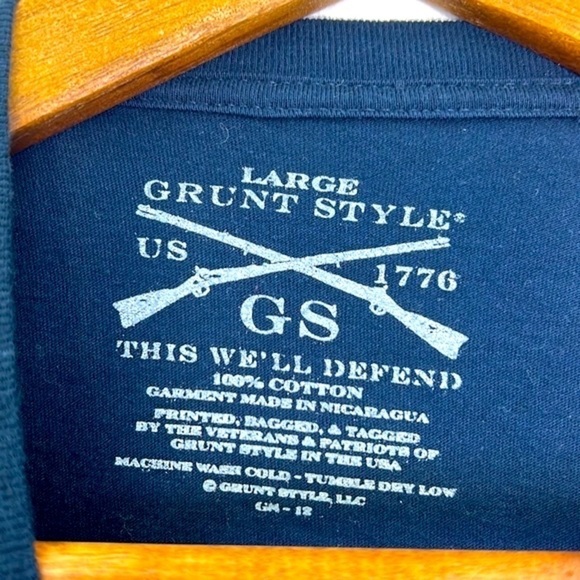 LARGE
GRUNT STYLE®
US 1776
GS
THIS WE'LL DEFEND
100% COTTON
GARMENT MADE IN NICARAGUA
PRINTED, BAGGED, & TAGGED
BY THE VETERANS & PATRIOTS OF
GRUNT STYLE IN THE USA
MACHINE WASH COLD - TUMBLE DRY LOW
© GRUNT STYLE, LLC
GM - 12